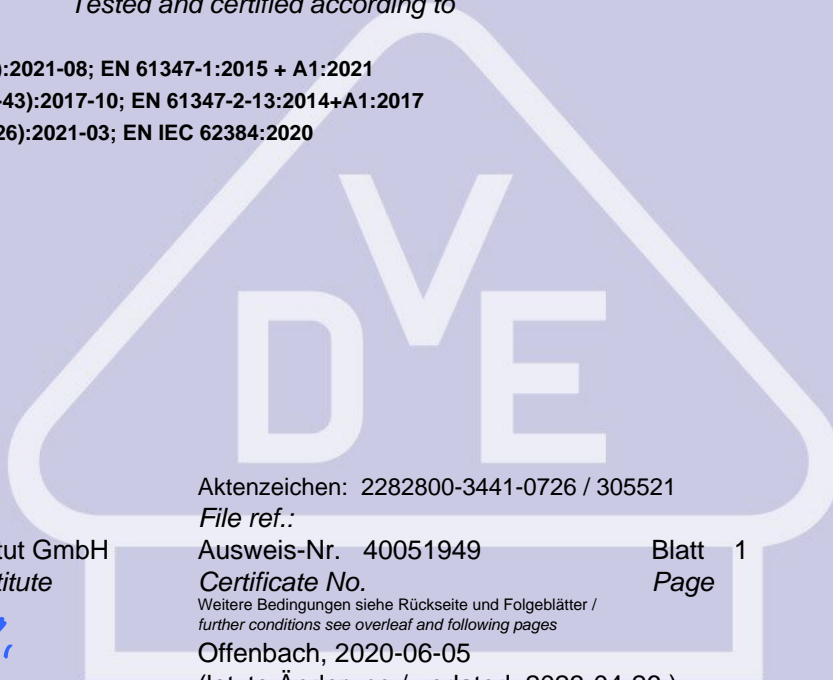 Tested and certified according to
):2021-08; EN 61347-1:2015 + A1:2021
-43):2017-10; EN 61347-2-13:2014+A1:2017
26):2021-03; EN IEC 62384:2020
V
D E
Aktenzeichen: 2282800-3441-0726 / 305521
File ref.:
tut GmbH Ausweis-Nr. 40051949 Blatt 1
titute Certificate No. Page
Weitere Bedingungen siehe Rückseite und Folgeblätter /
further conditions see overleaf and following pages
Offenbach, 2020-06-05
(letzte Änderung / updated